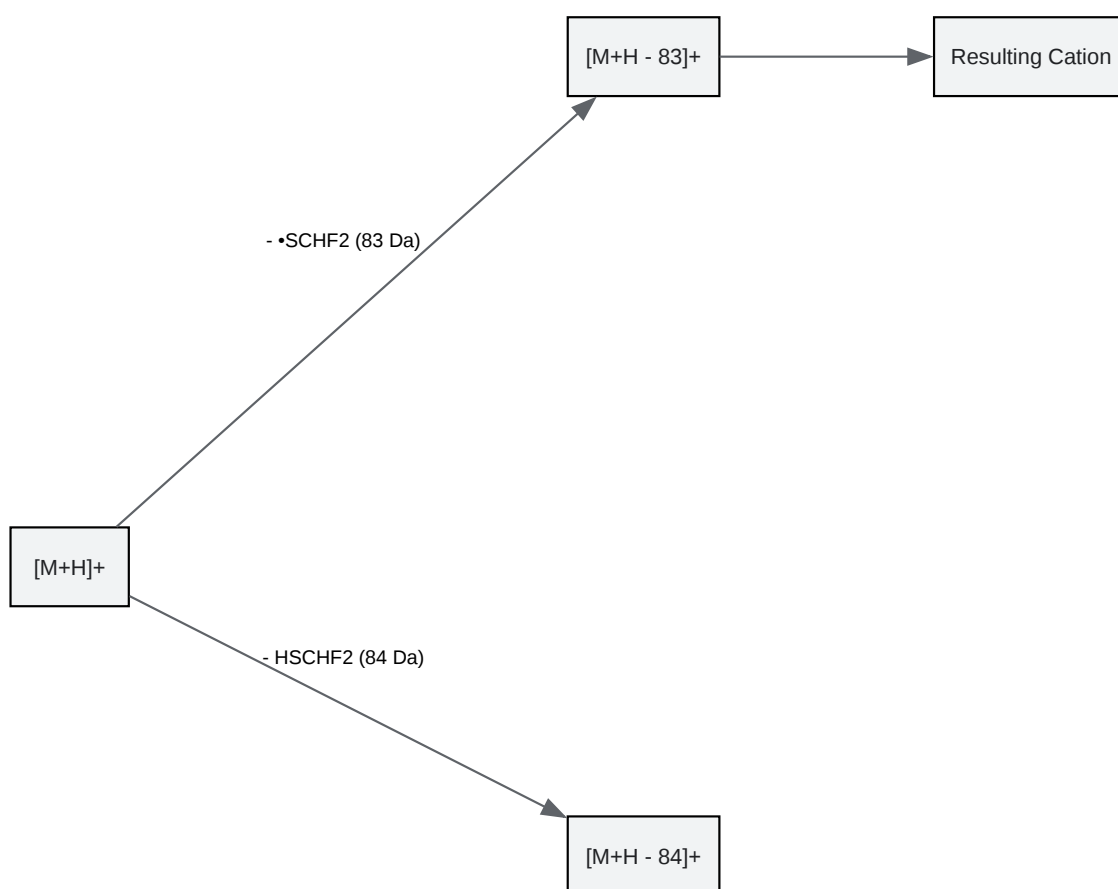 [M+H - 83]+
Resulting Cation
- •SCHF2 (83 Da)
[M+H]+
- HSCHF2 (84 Da)
[M+H - 84]+